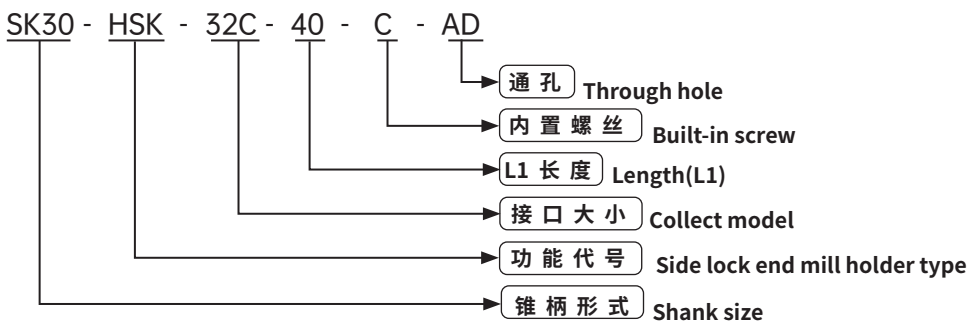 SK30 - HSK - 32C - 40 - C - AD
通孔 Through hole
内置螺丝 Built-in screw
L1长度 Length(L1)
接口大小 Collect model
功能代号 Side lock end mill holder type
锥柄形式 Shank size